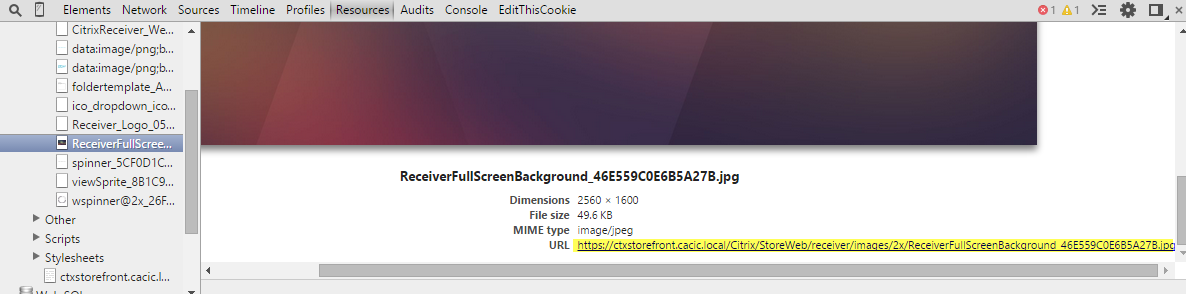 Elements Network Sources Timeline Profiles Resources Audits Console EditThisCookie 1 1
CitrixReceiver_We...
data:image/png;b...
data:image/png;b...
foldertemplate_A...
ico_dropdown_ico...
Receiver_Logo_05...
ReceiverFullScree...
spinner_5CF0D1C...
viewSprite_8B1C9...
wspinner@2x_26F...
Other
Scripts
Stylesheets
ctxstorefront.cacic.l...
ReceiverFullScreenBackground_46E559C0E6B5A27B.jpg
Dimensions 2560 × 1600
File size 49.6 KB
MIME type image/jpeg
URL https://ctxstorefront.cacic.local/Citrix/StoreWeb/receiver/images/2x/ReceiverFullScreenBackground_46E559C0E6B5A27B.jpg